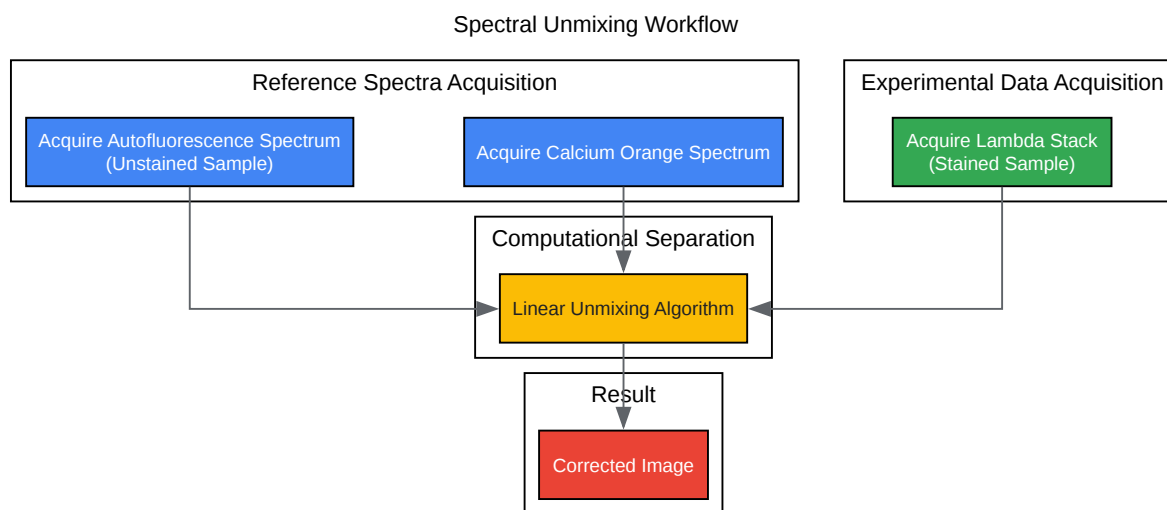 Spectral Unmixing Workflow
Reference Spectra Acquisition
Experimental Data Acquisition
Acquire Autofluorescence Spectrum
(Unstained Sample)
Acquire Calcium Orange Spectrum
Acquire Lambda Stack
(Stained Sample)
Computational Separation
Linear Unmixing Algorithm
Result
Corrected Image